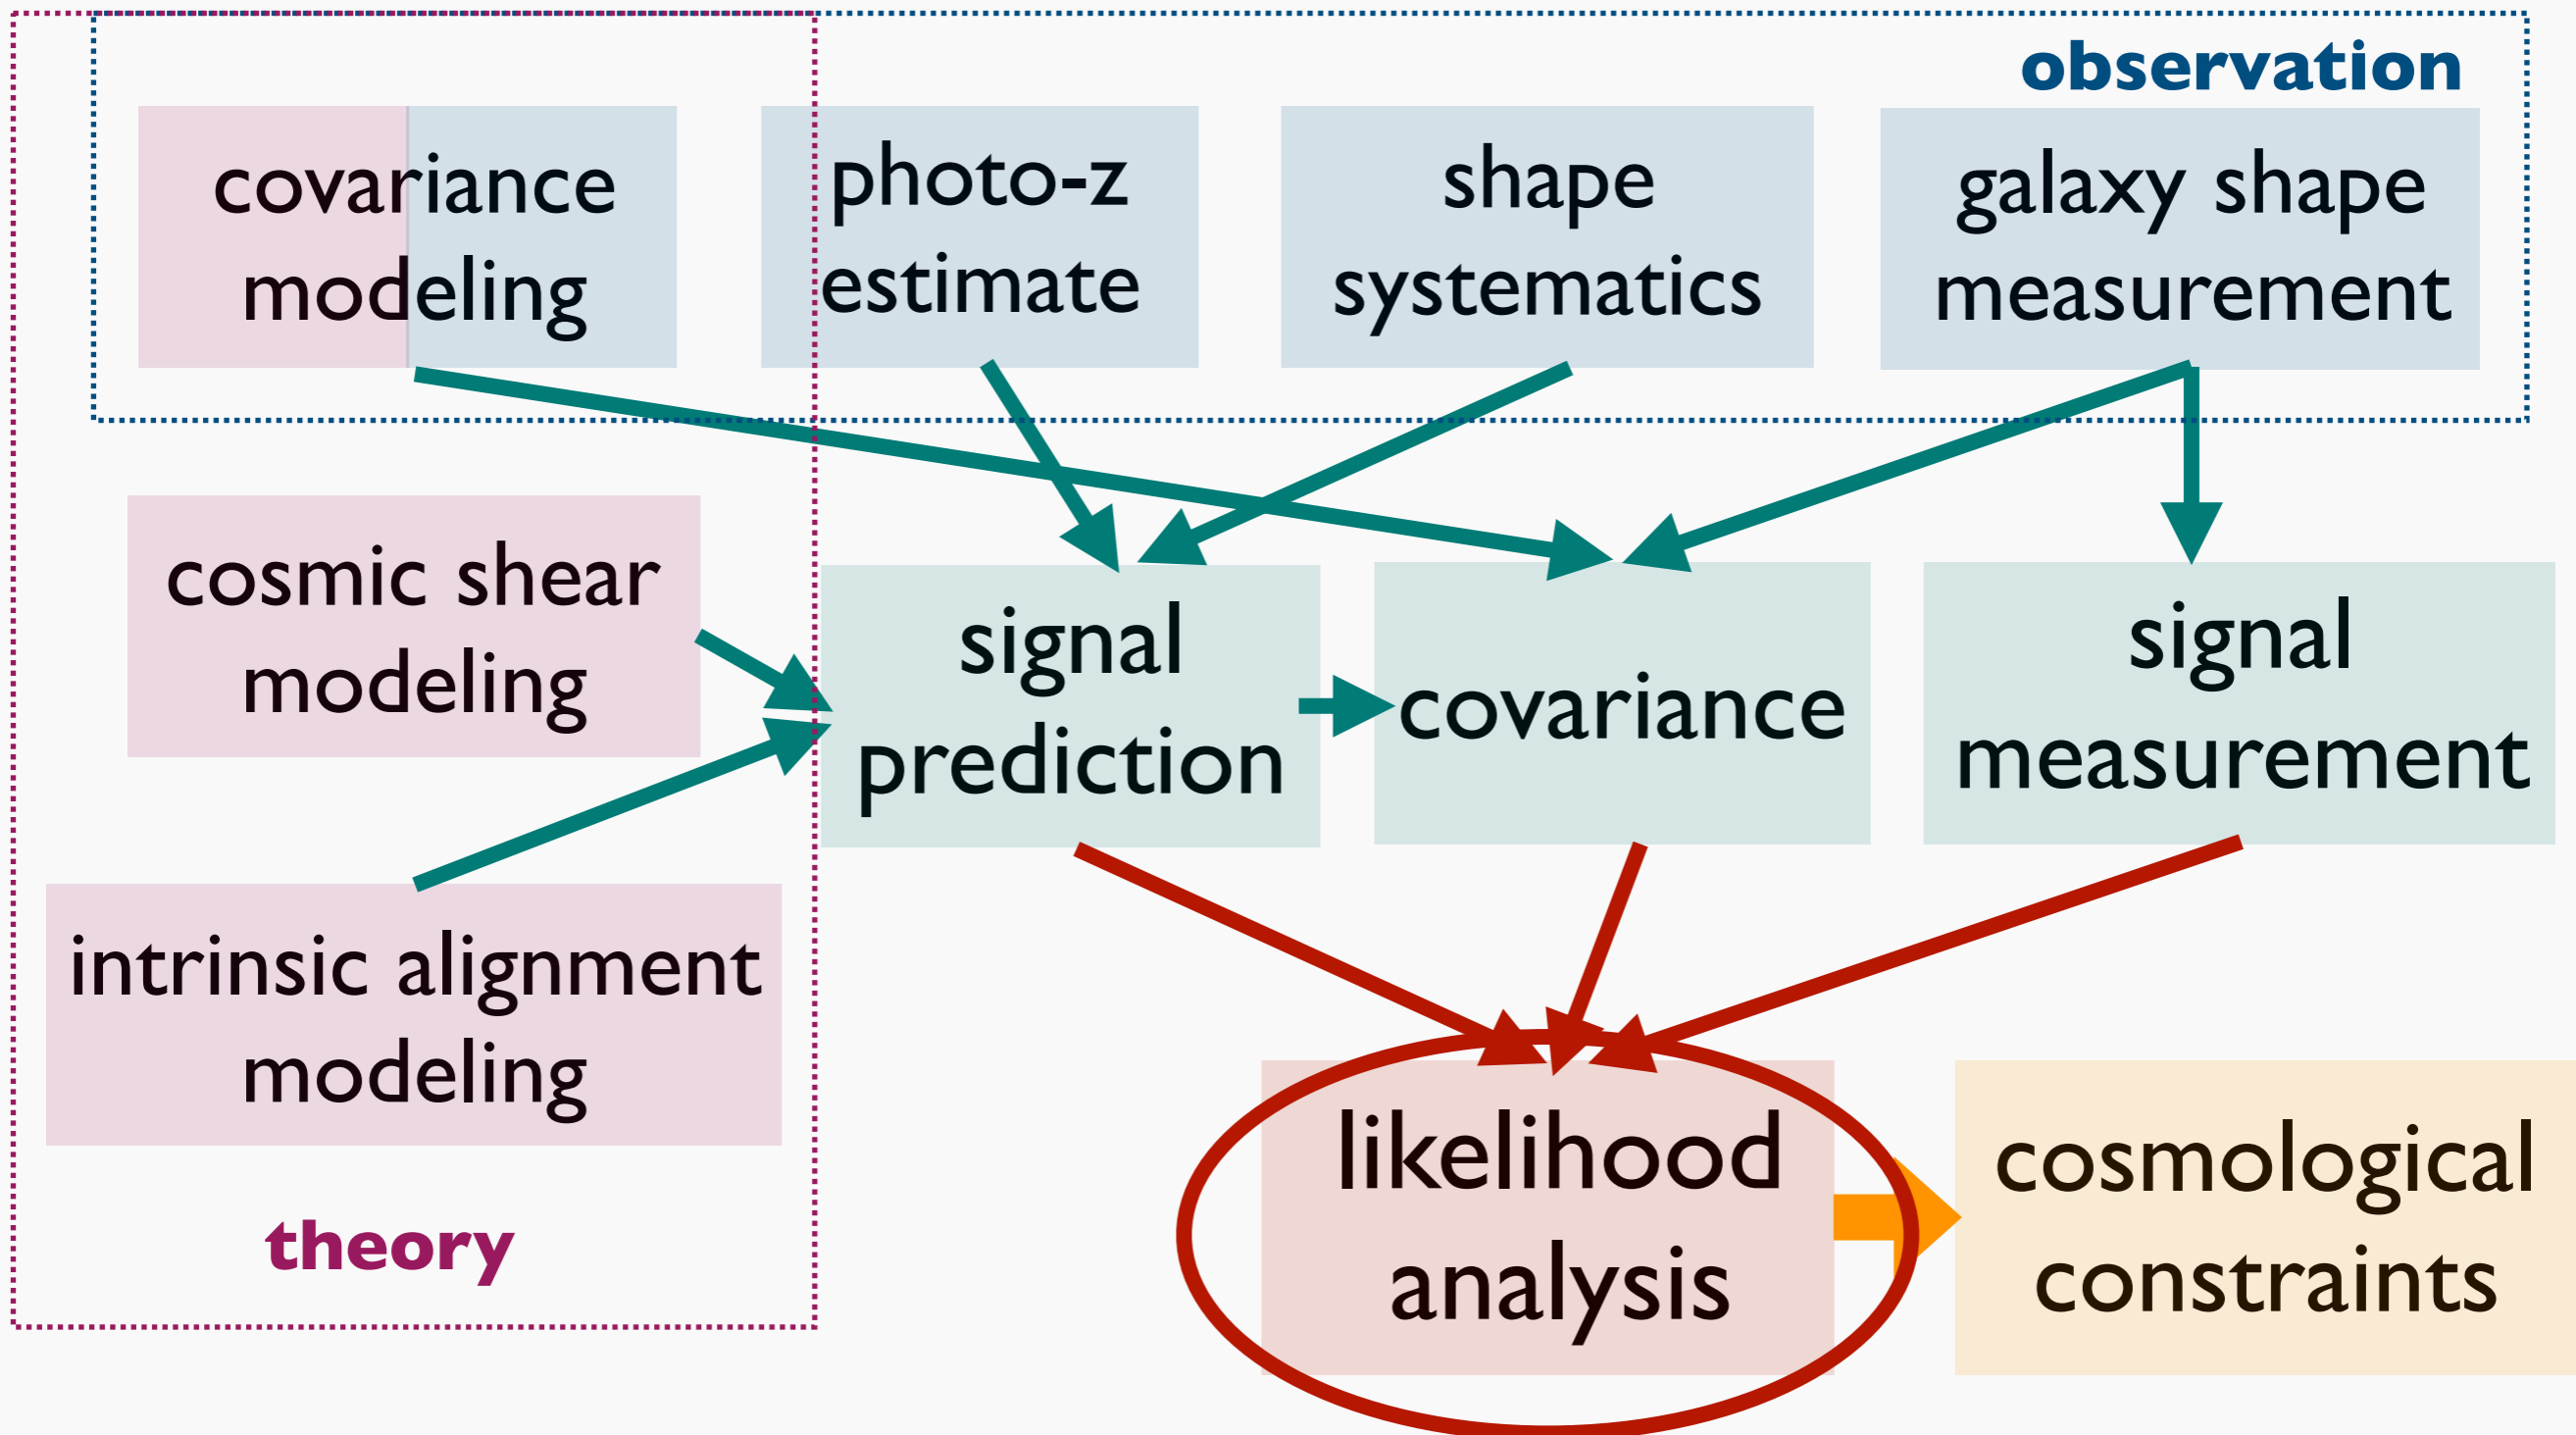 observation
covariance
modeling
photo-z
estimate
shape
systematics
galaxy shape
measurement
cosmic shear
modeling
signal
prediction
covariance
signal
measurement
intrinsic alignment
modeling
theory
likelihood
analysis
cosmological
constraints